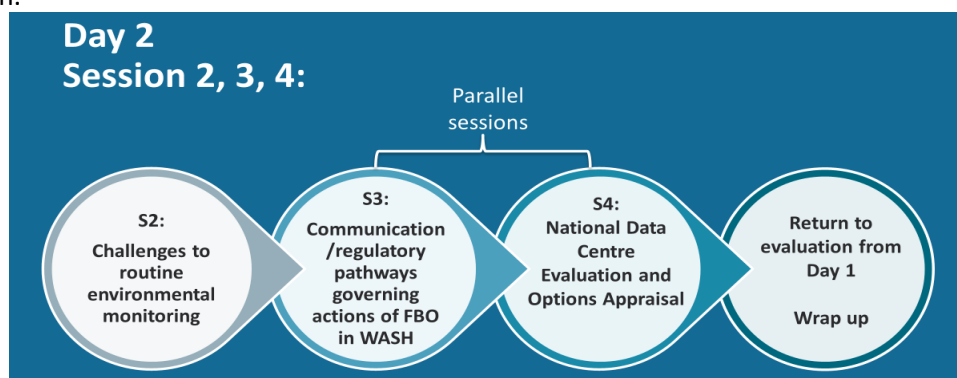 n.
Day 2
Session 2, 3, 4:
Parallel
sessions
S2:
Challenges to
routine
environmental
monitoring
S3:
Communication
/regulatory
pathways
governing
actions of FBO
in WASH
S4:
National Data
Centre
Evaluation and
Options Appraisal
Return to
evaluation from
Day 1
Wrap up